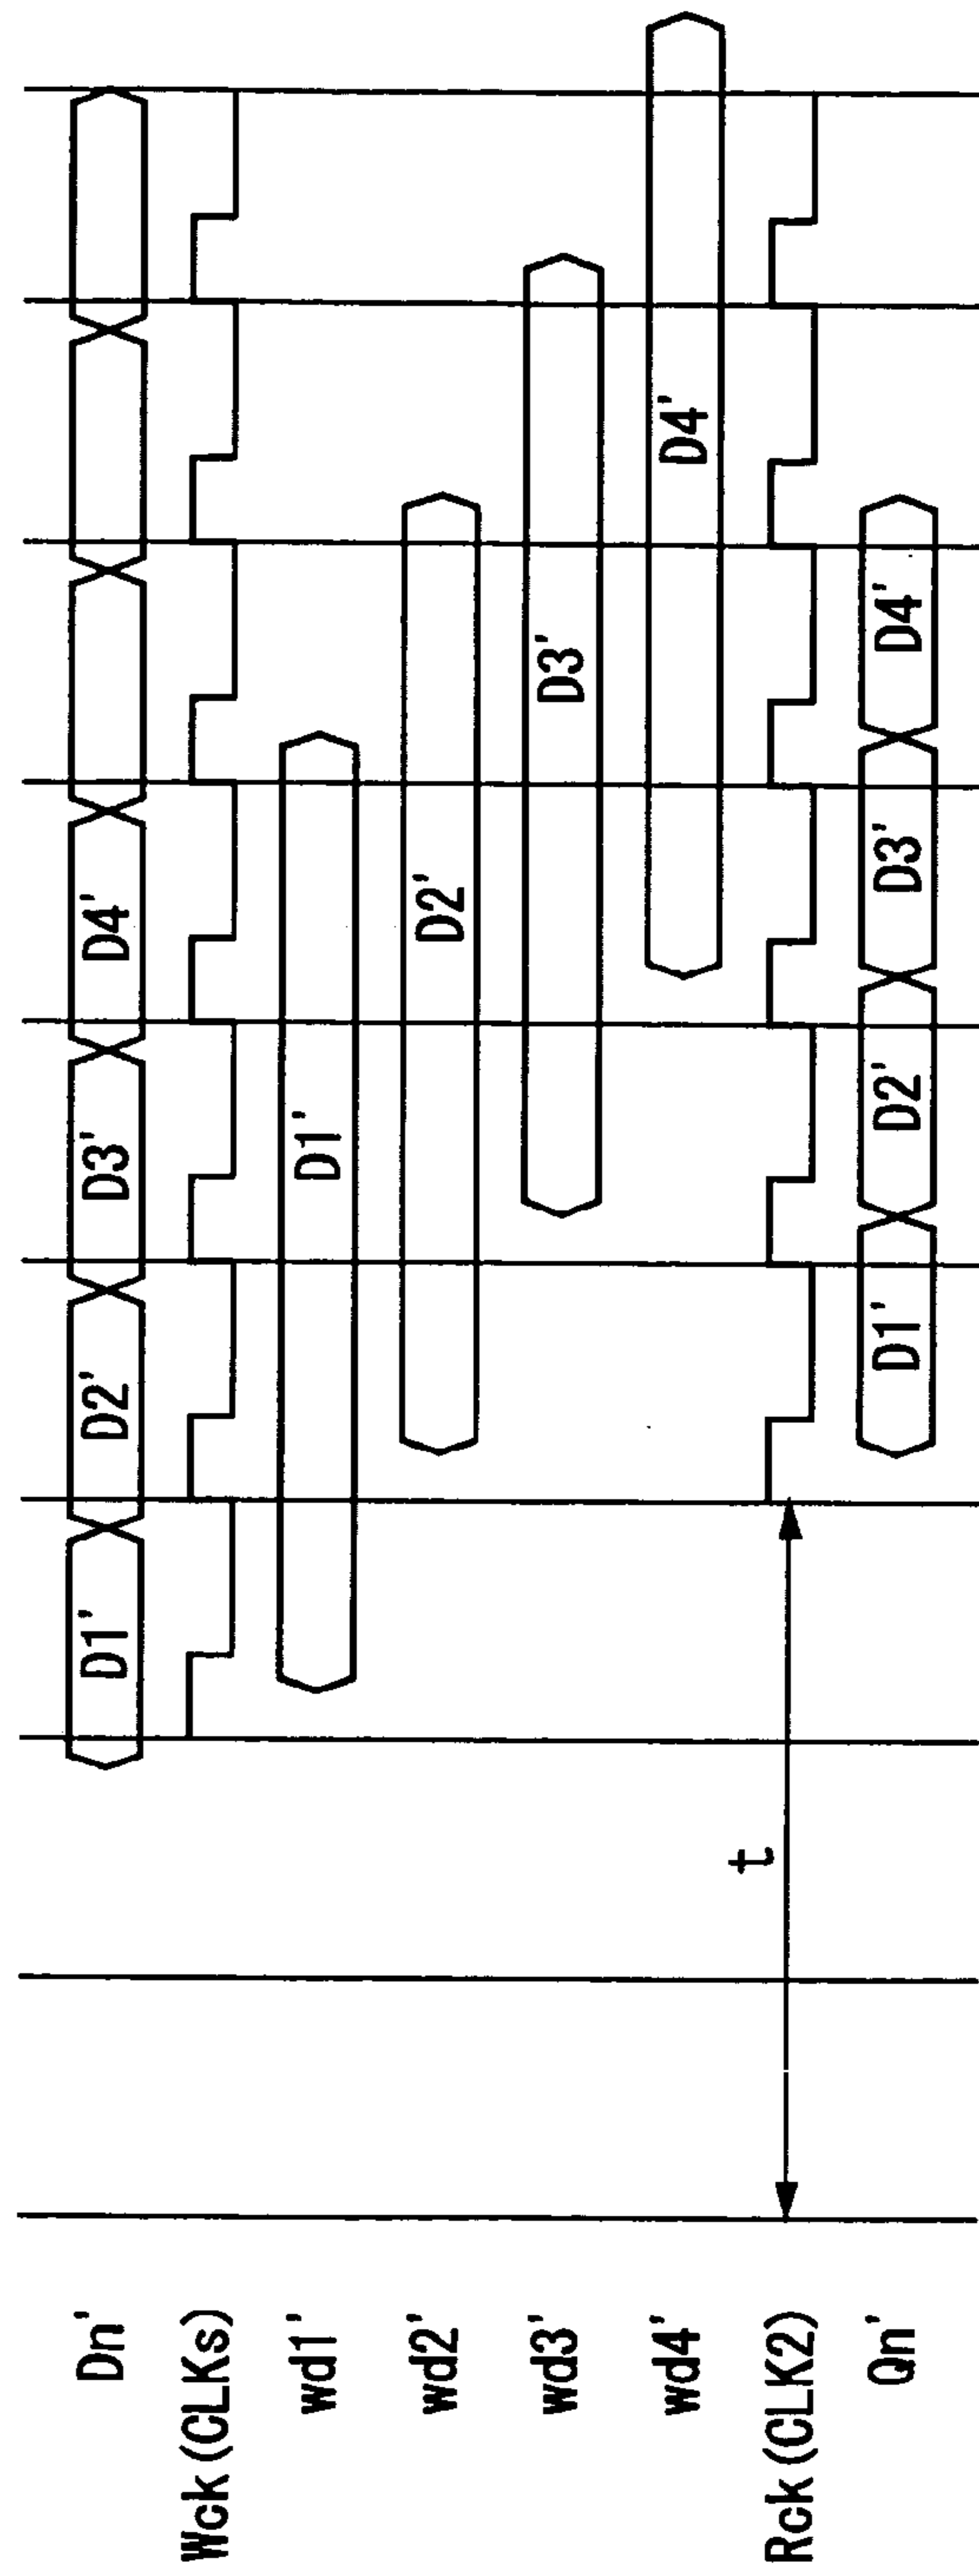 Dn' D1' D2' D3' D4'
Wck (CLKs)
wd1' D1'
wd2' D2'
wd3' D3'
wd4' D4'
Rck (CLK2) t
Qn' D1' D2' D3' D4'